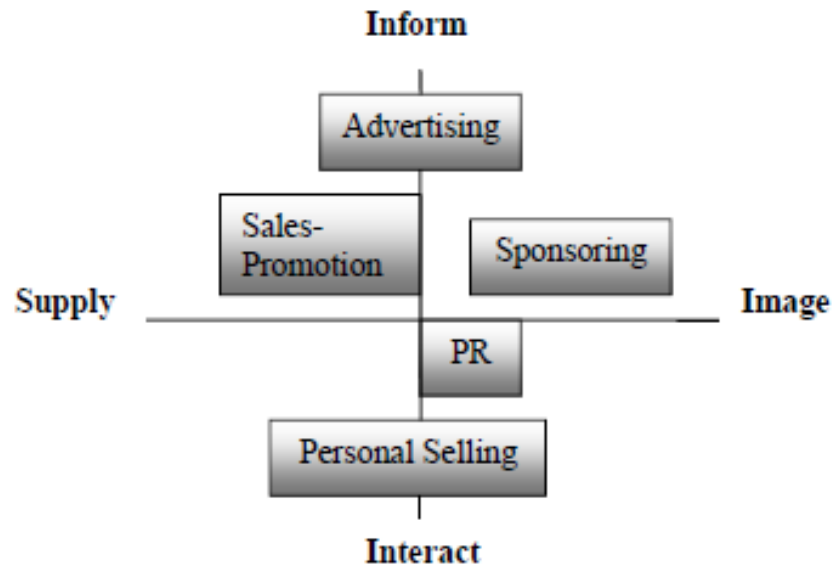 Inform
Advertising
Sales-
Promotion
Sponsoring
Supply
Image
PR
Personal Selling
Interact